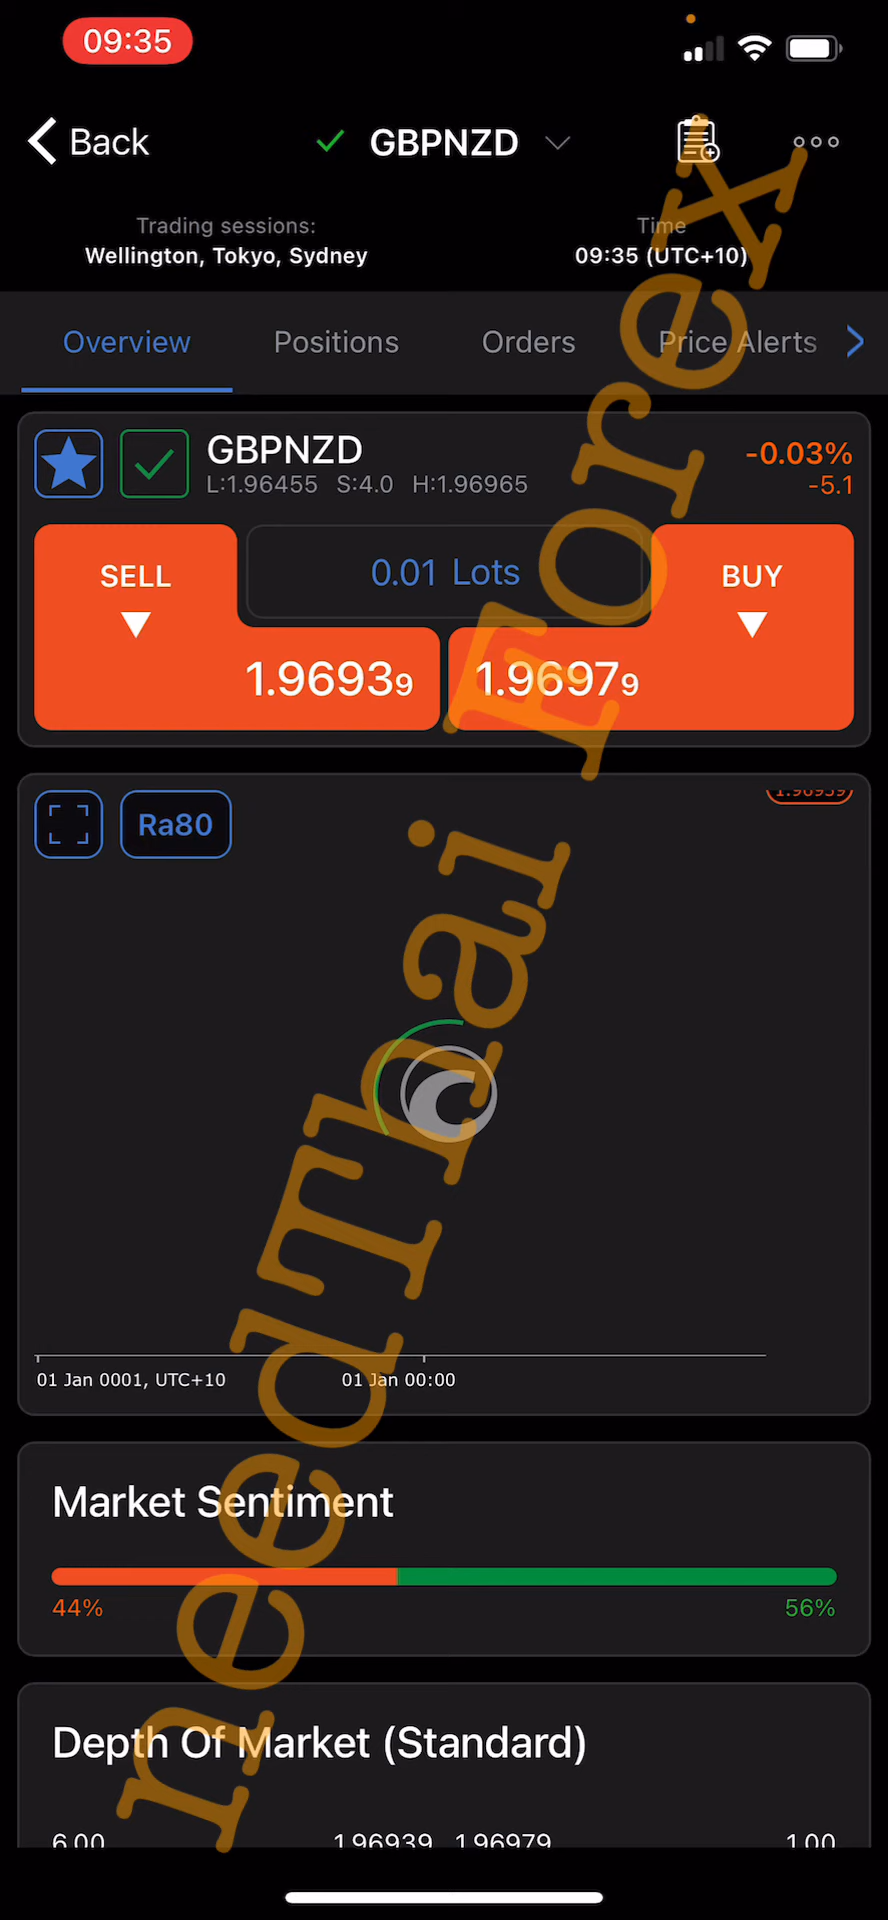 09:35
Back
GBPNZD
Trading sessions:
Wellington, Tokyo, Sydney
Time
09:35 (UTC+10)
Overview
Positions
Orders
Price Alerts
GBPNZD
L:1.96455 S:4.0 H:1.96965
-0.03%
-5.1
SELL
0.01 Lots
BUY
1.96939
1.96979
Ra80
1.96939
01 Jan 0001, UTC+10
01 Jan 00:00
Market Sentiment
44%
56%
Depth Of Market (Standard)
6.00
1.96939
1.96979
1.00
needThai Forex